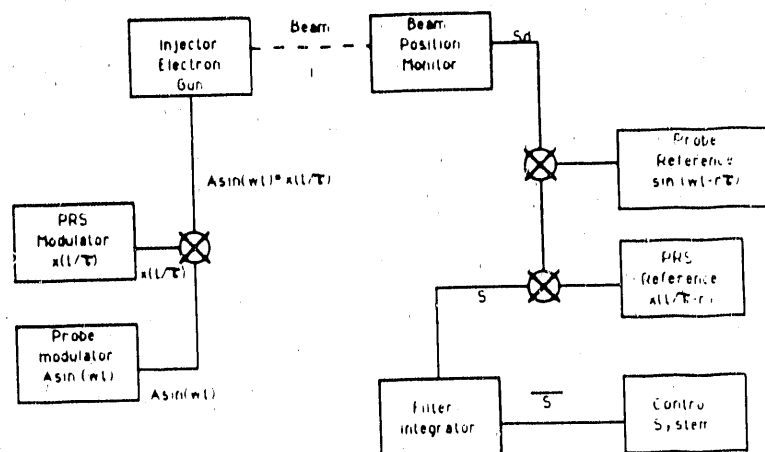 Injector
Electron
Gun
Beam
I
Beam
Position
Monitor
Sd
Probe
Reference
sin (wt-rτ)
Asin(wt)* x(t/τ)
PRS
Modulator
x(t/τ)
x(t/τ)
PRS
Reference
S
Probe
modulator
Asin (wt)
Asin(wt)
Filter
integrator
S
System